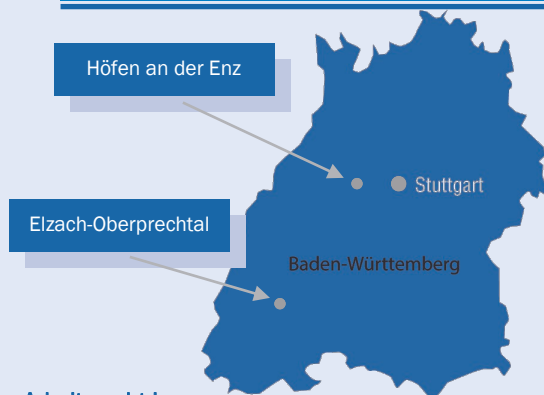 Höfen an der Enz
Stuttgart
Elzach-Oberprechtal
Baden-Württemberg